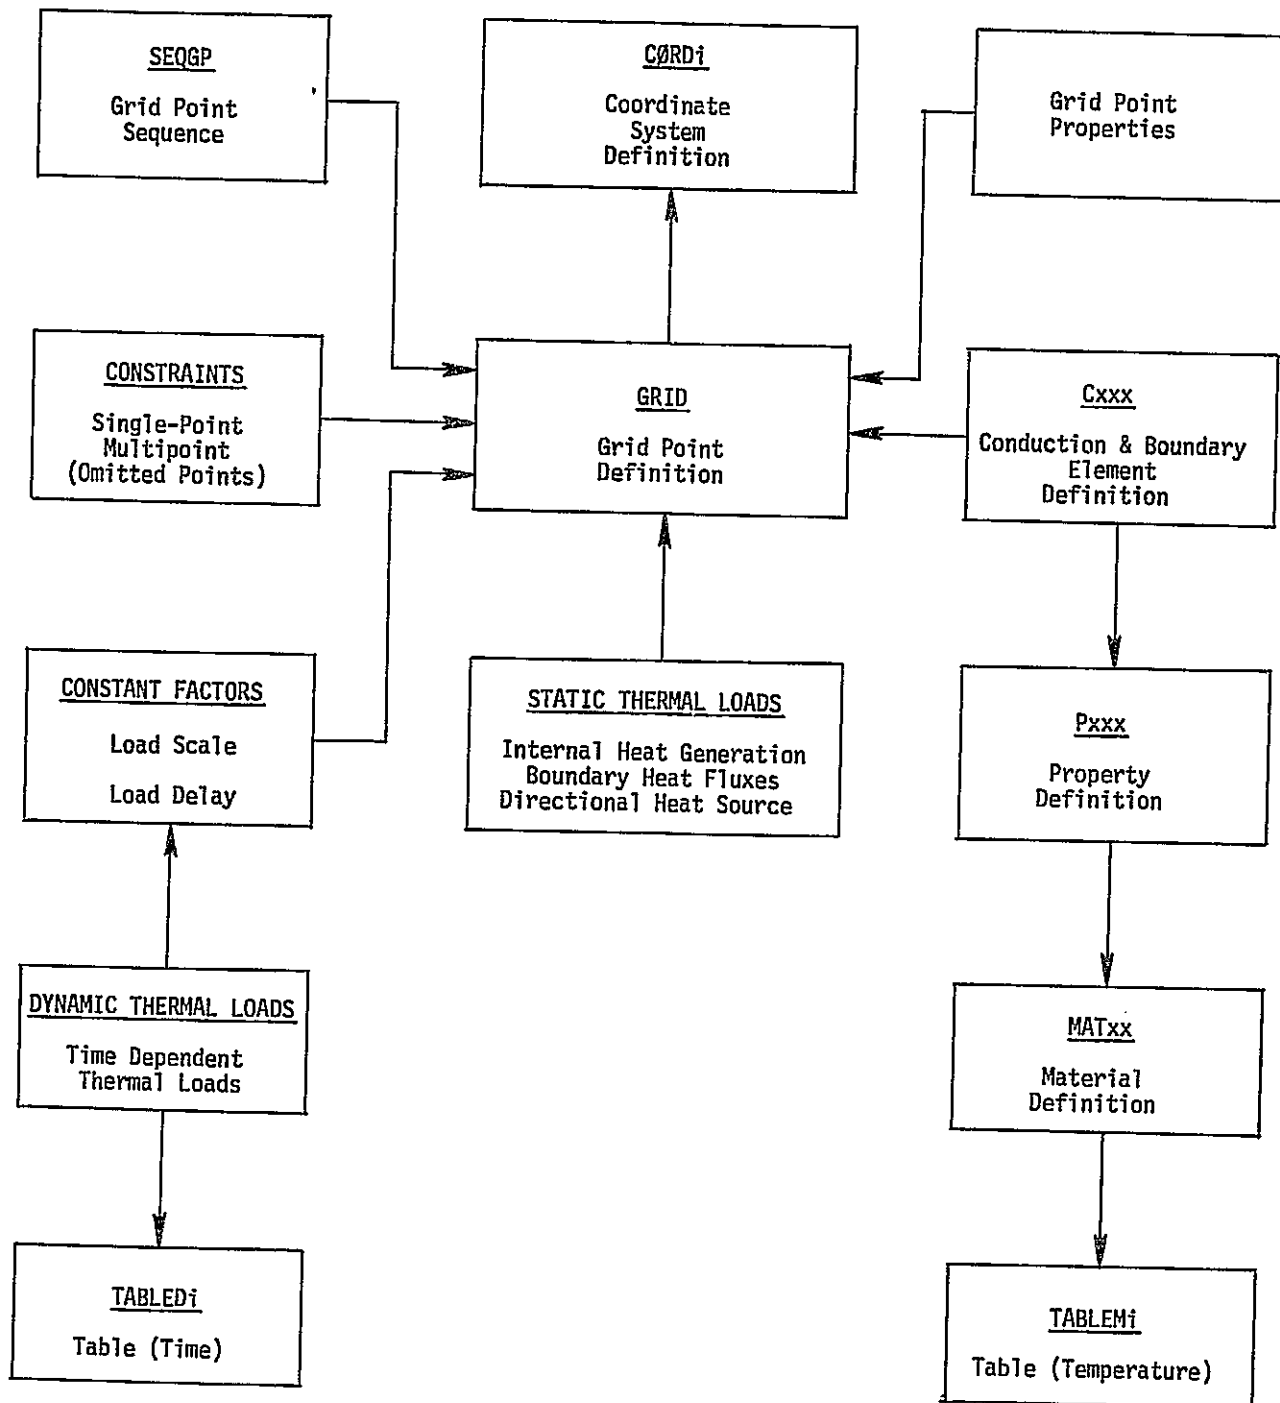 SEQGP
Grid Point
Sequence
CØRDi
Coordinate
System
Definition
Grid Point
Properties
CONSTRAINTS
Single-Point
Multipoint
(Omitted Points)
GRID
Grid Point
Definition
Cxxx
Conduction & Boundary
Element
Definition
CONSTANT FACTORS
Load Scale
Load Delay
STATIC THERMAL LOADS
Internal Heat Generation
Boundary Heat Fluxes
Directional Heat Source
Pxxx
Property
Definition
DYNAMIC THERMAL LOADS
Time Dependent
Thermal Loads
MATxx
Material
Definition
TABLEDi
Table (Time)
TABLEMi
Table (Temperature)